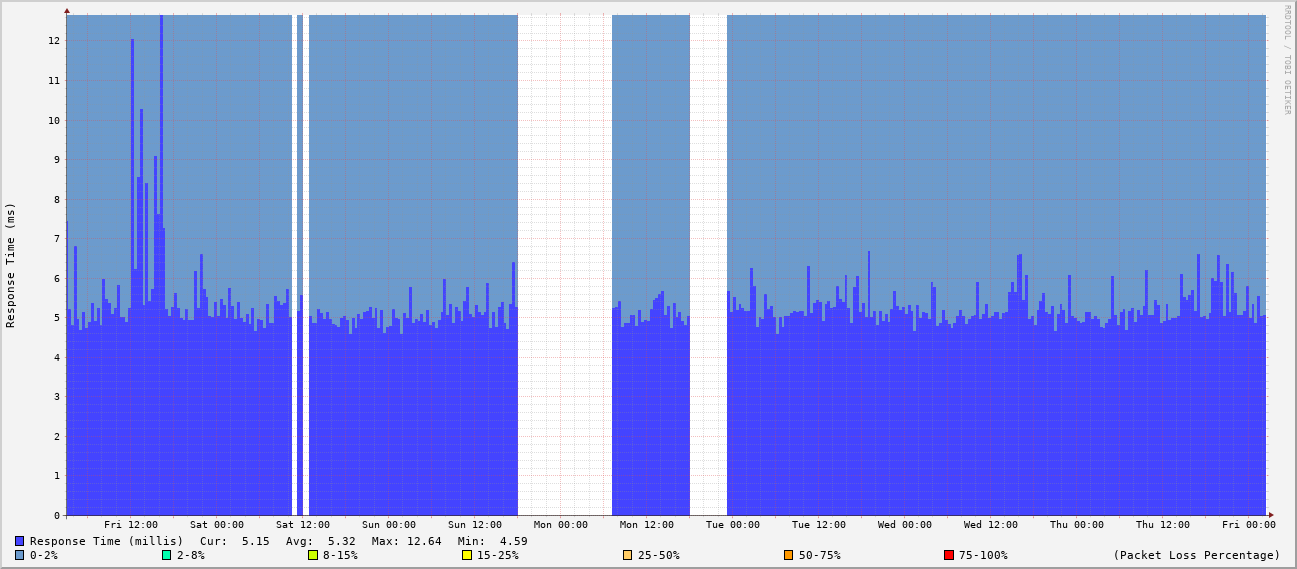 RRDTOOL / TOBI OETIKER
Response Time (ms)
12
11
10
9
8
7
6
5
4
3
2
1
0
Fri 12:00 Sat 00:00 Sat 12:00 Sun 00:00 Sun 12:00 Mon 00:00 Mon 12:00 Tue 00:00 Tue 12:00 Wed 00:00 Wed 12:00 Thu 00:00 Thu 12:00 Fri 00:00
Response Time (millis) Cur: 5.15 Avg: 5.32 Max: 12.64 Min: 4.59
0-2% 2-8% 8-15% 15-25% 25-50% 50-75% 75-100% (Packet Loss Percentage)